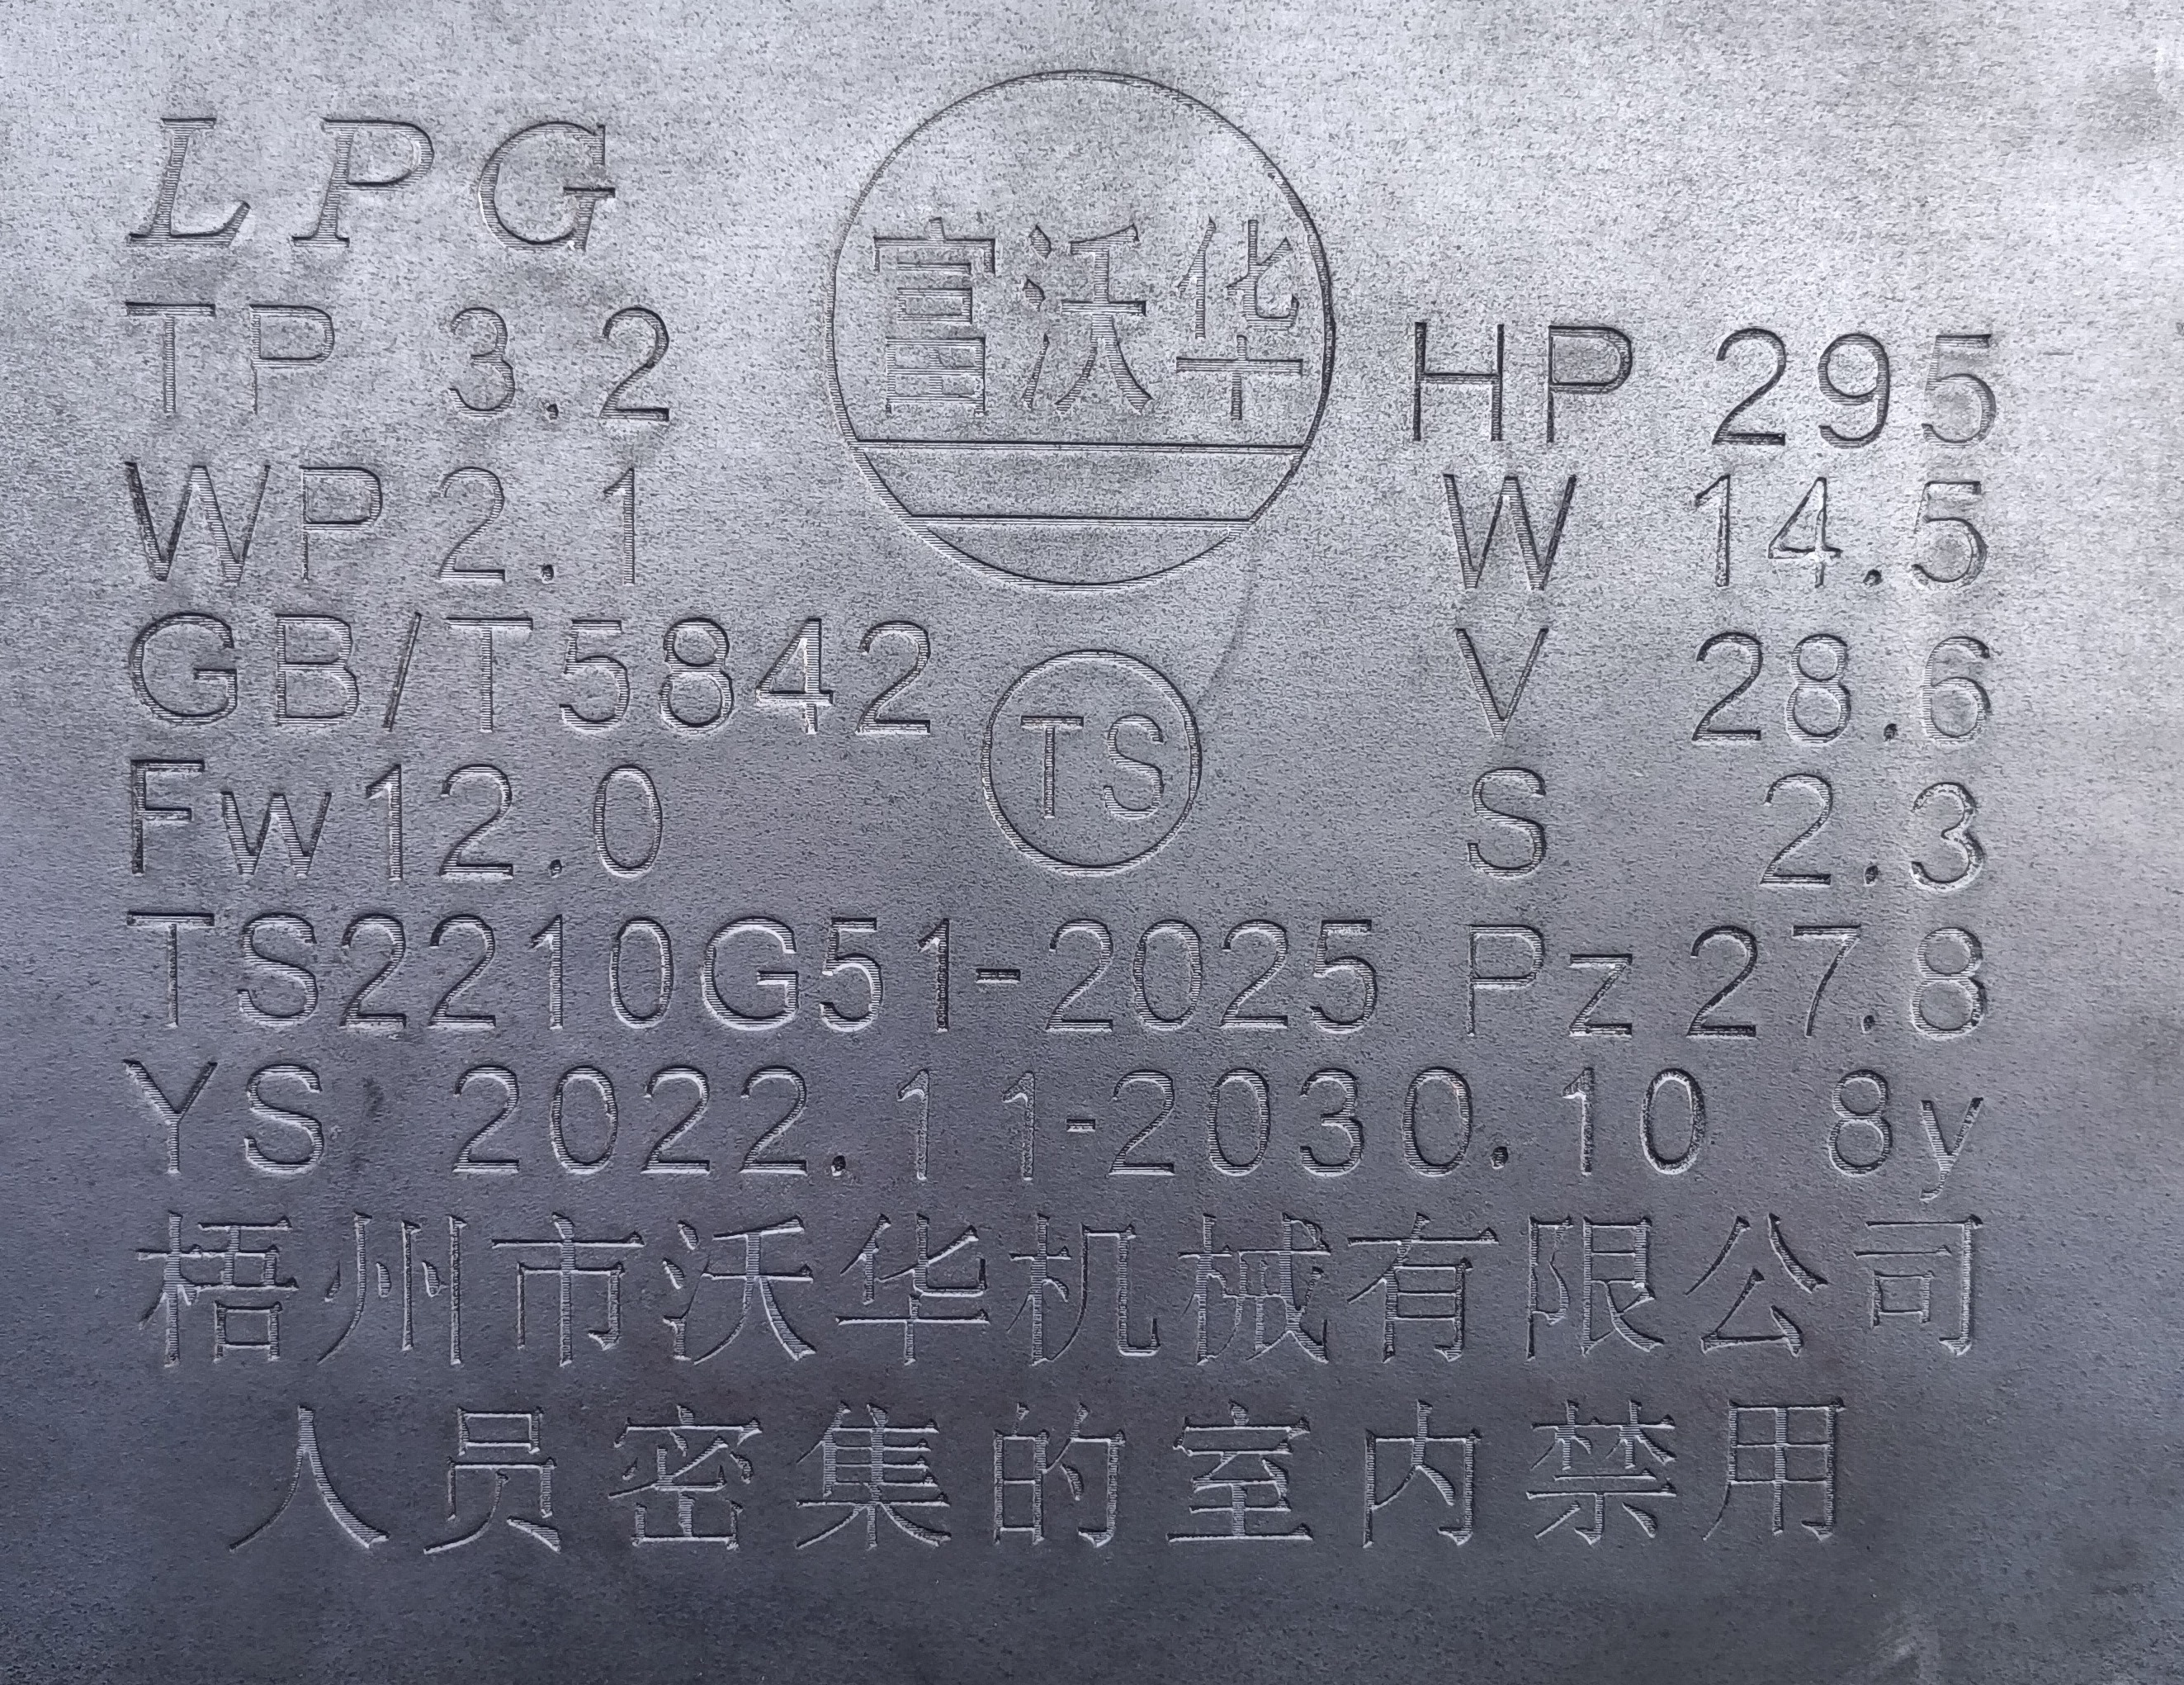 LPG
富沃华
TP 3.2
HP 295
WP 2.1
W 14.5
GB/T5842
V 28.6
TS
Fw12.0
S 2.3
TS2210G51-2025 Pz 27.8
YS 2022.11-2030.10 8y
梧州市沃华机械有限公司
人员密集的室内禁用